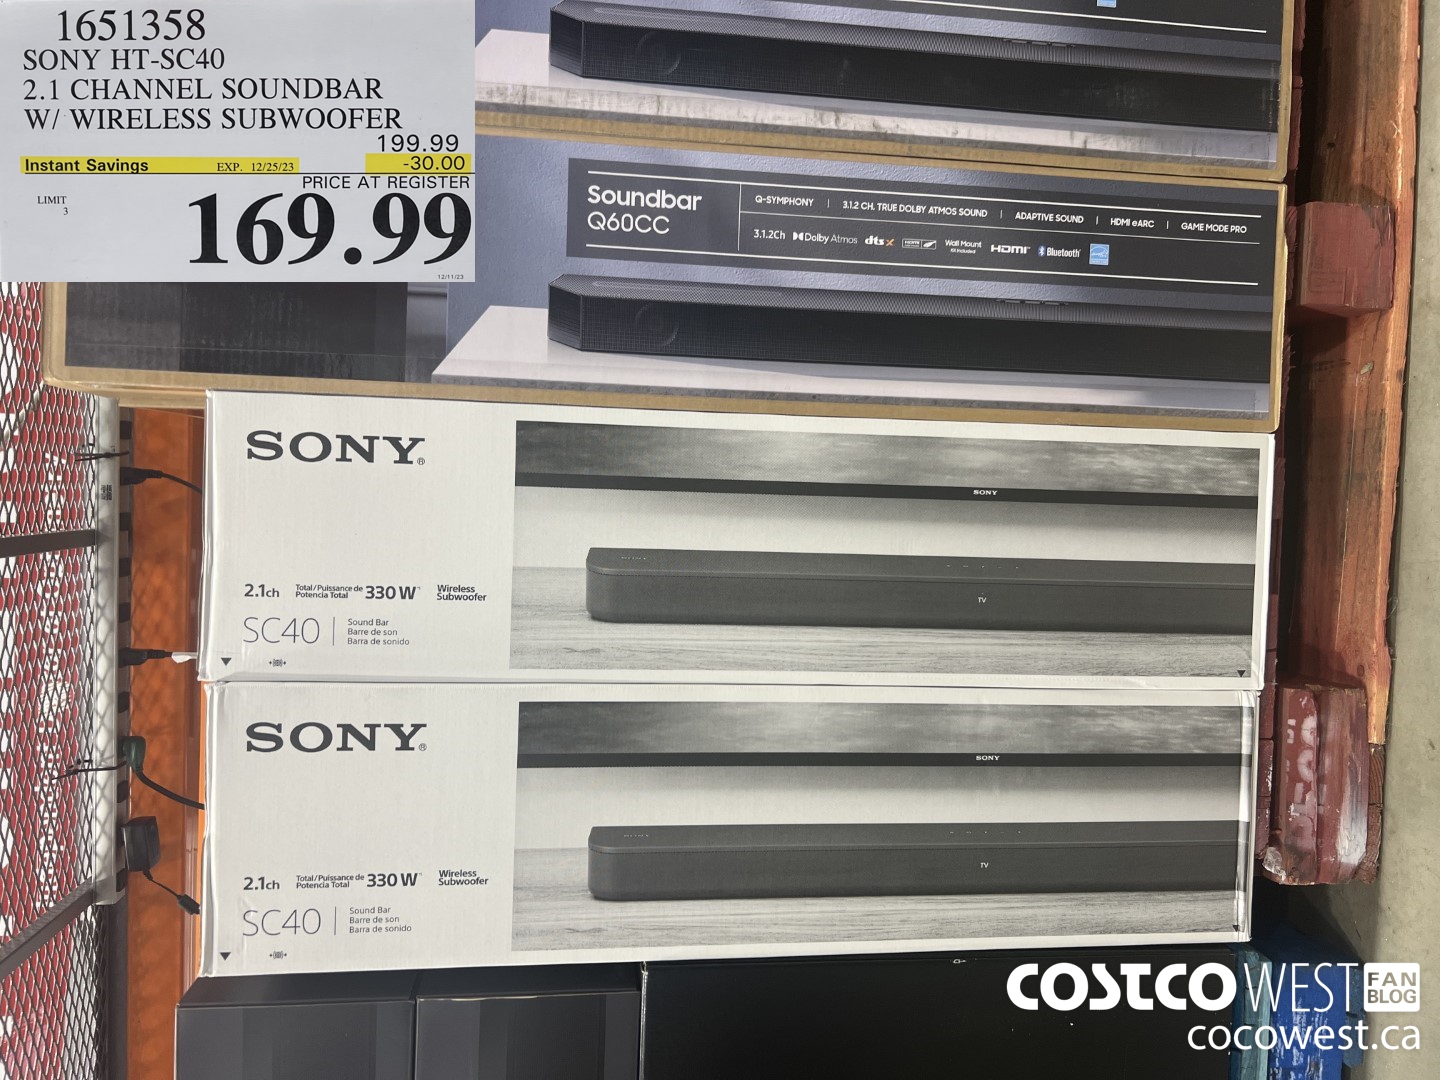 1651358
SONY HT-SC40
2.1 CHANNEL SOUNDBAR
W/ WIRELESS SUBWOOFER
199.99
Instant Savings EXP. 12/25/23 -30.00
PRICE AT REGISTER
LIMIT
3
169.99
12/11/23
Soundbar
Q60CC
Q-SYMPHONY | 3.1.2 CH. TRUE DOLBY ATMOS SOUND | ADAPTIVE SOUND | HDMI eARC | GAME MODE PRO
3.1.2Ch Dolby Atmos dts X Wall Mount Kit Included HDMI Bluetooth
SONY®
SONY
SONY
TV
2.1ch Total/Puissance de
Potencia Total 330 W Wireless
Subwoofer
SC40 | Sound Bar
Barre de son
Barra de sonido
SONY®
SONY
SONY
TV
2.1ch Total/Puissance de
Potencia Total 330 W Wireless
Subwoofer
SC40 | Sound Bar
Barre de son
Barra de sonido
COSTCO WEST FAN
BLOG
cocowest.ca